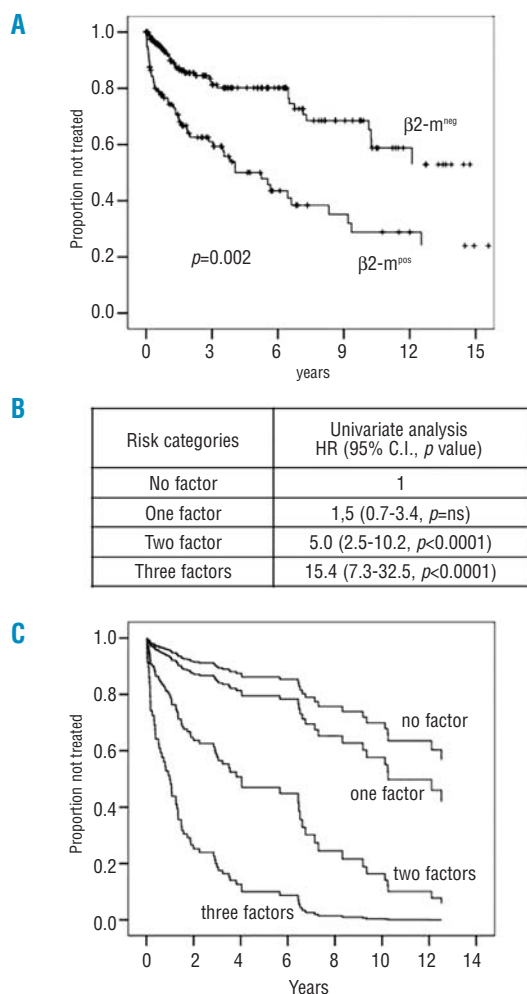 A
Proportion not treated
1.0
0.8
0.6
0.4
0.2
0.0
β2-mneg
p=0.002
β2-mpos
0 3 6 9 12 15
years
B
Risk categories
Univariate analysis
HR (95% C.I., p value)
No factor 1
One factor 1,5 (0.7-3.4, p=ns)
Two factor 5.0 (2.5-10.2, p<0.0001)
Three factors 15.4 (7.3-32.5, p<0.0001)
C
Proportion not treated
1.0
0.8
0.6
0.4
0.2
0.0
no factor
one factor
two factors
three factors
0 2 4 6 8 10 12 14
Years